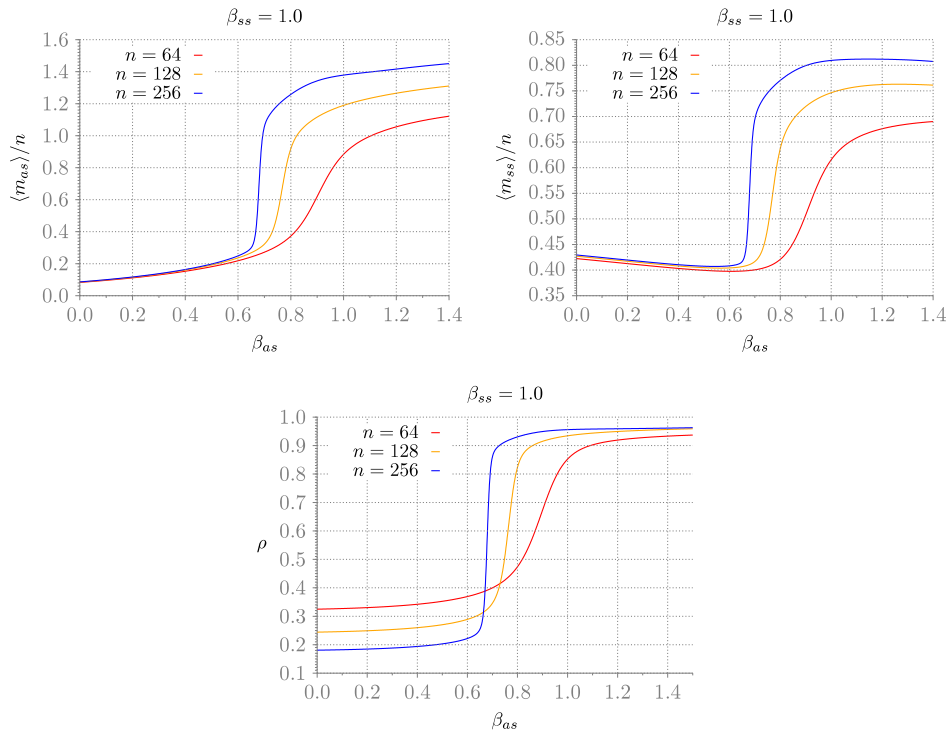 β_ss = 1.0
⟨m_as⟩/n
1.6
1.4
1.2
1.0
0.8
0.6
0.4
0.2
0.0
n = 64
n = 128
n = 256
0.0 0.2 0.4 0.6 0.8 1.0 1.2 1.4
β_as
β_ss = 1.0
⟨m_ss⟩/n
0.85
0.80
0.75
0.70
0.65
0.60
0.55
0.50
0.45
0.40
0.35
n = 64
n = 128
n = 256
0.0 0.2 0.4 0.6 0.8 1.0 1.2 1.4
β_as
β_ss = 1.0
ρ
1.0
0.9
0.8
0.7
0.6
0.5
0.4
0.3
0.2
0.1
n = 64
n = 128
n = 256
0.0 0.2 0.4 0.6 0.8 1.0 1.2 1.4
β_as